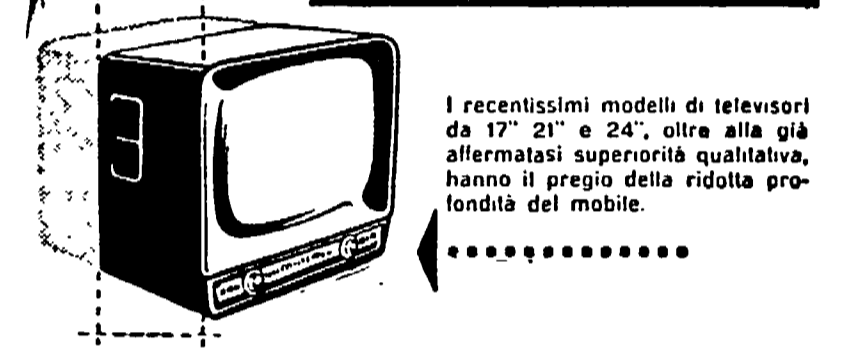 I recentissimi modelli di televisori
da 17" 21" e 24", oltre alla già
affermatasi superiorità qualitativa,
hanno il pregio della ridotta pro-
fondità del mobile.